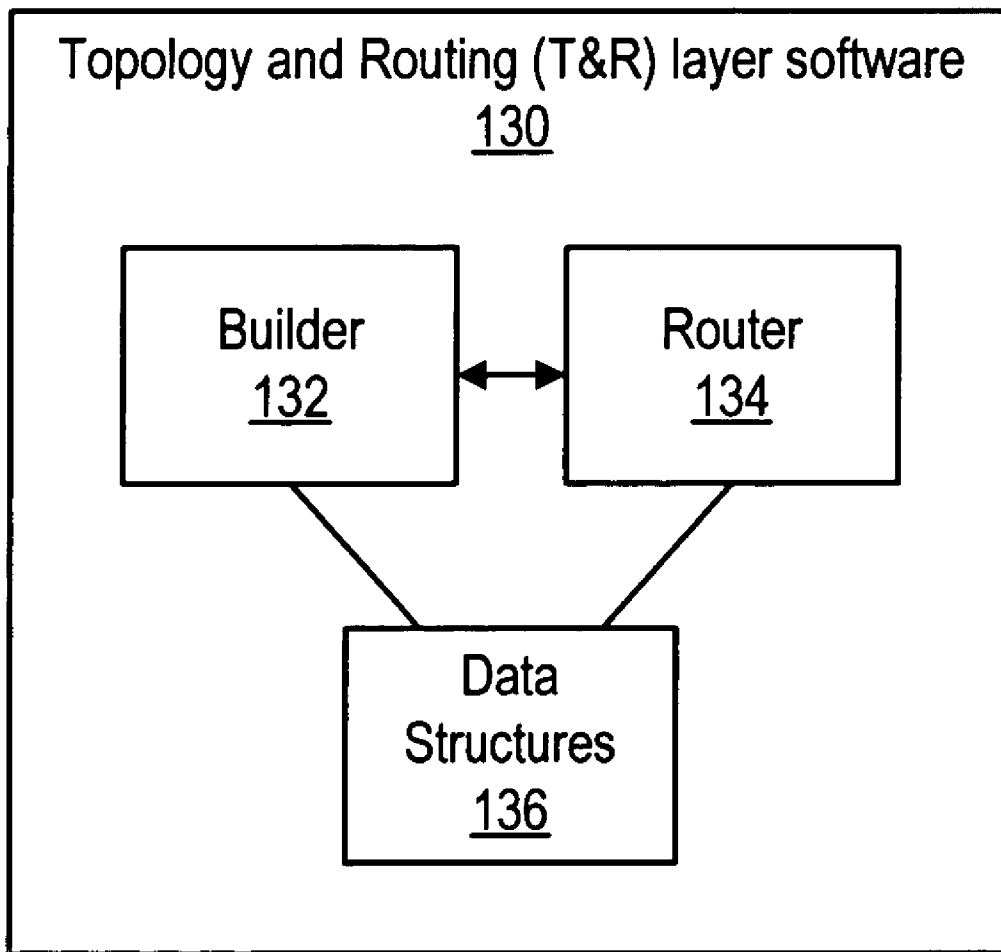 Topology and Routing (T&R) layer software
130
Builder
132
Router
134
Data
Structures
136